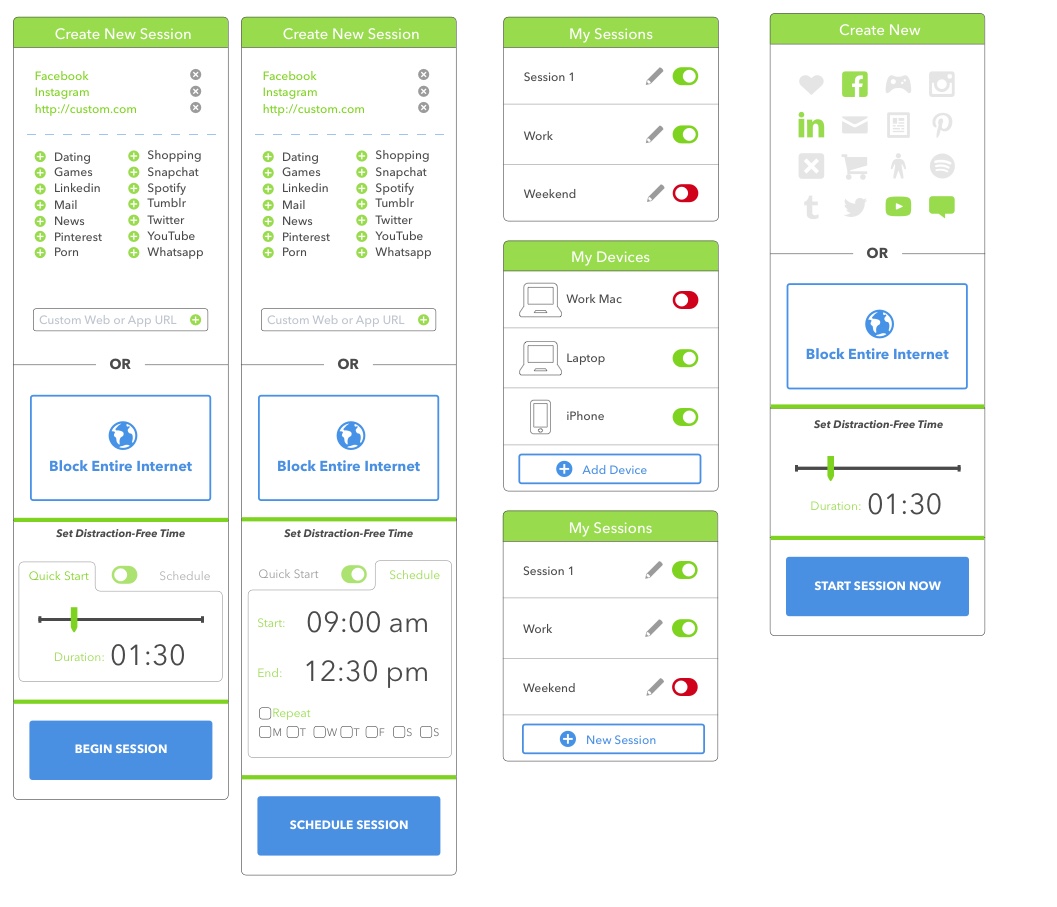 Create New Session
Facebook
Instagram
http://custom.com
Dating
Games
Linkedin
Mail
News
Pinterest
Porn
Shopping
Snapchat
Spotify
Tumblr
Twitter
YouTube
Whatsapp
Custom Web or App URL
OR
Block Entire Internet
Set Distraction-Free Time
Quick Start
Schedule
Duration: 01:30
BEGIN SESSION
Create New Session
Facebook
Instagram
http://custom.com
Dating
Games
Linkedin
Mail
News
Pinterest
Porn
Shopping
Snapchat
Spotify
Tumblr
Twitter
YouTube
Whatsapp
Custom Web or App URL
OR
Block Entire Internet
Set Distraction-Free Time
Quick Start
Schedule
Start: 09:00 am
End: 12:30 pm
Repeat
M T W T F S S
SCHEDULE SESSION
My Sessions
Session 1
Work
Weekend
My Devices
Work Mac
Laptop
iPhone
Add Device
My Sessions
Session 1
Work
Weekend
New Session
Create New
OR
Block Entire Internet
Set Distraction-Free Time
Duration: 01:30
START SESSION NOW